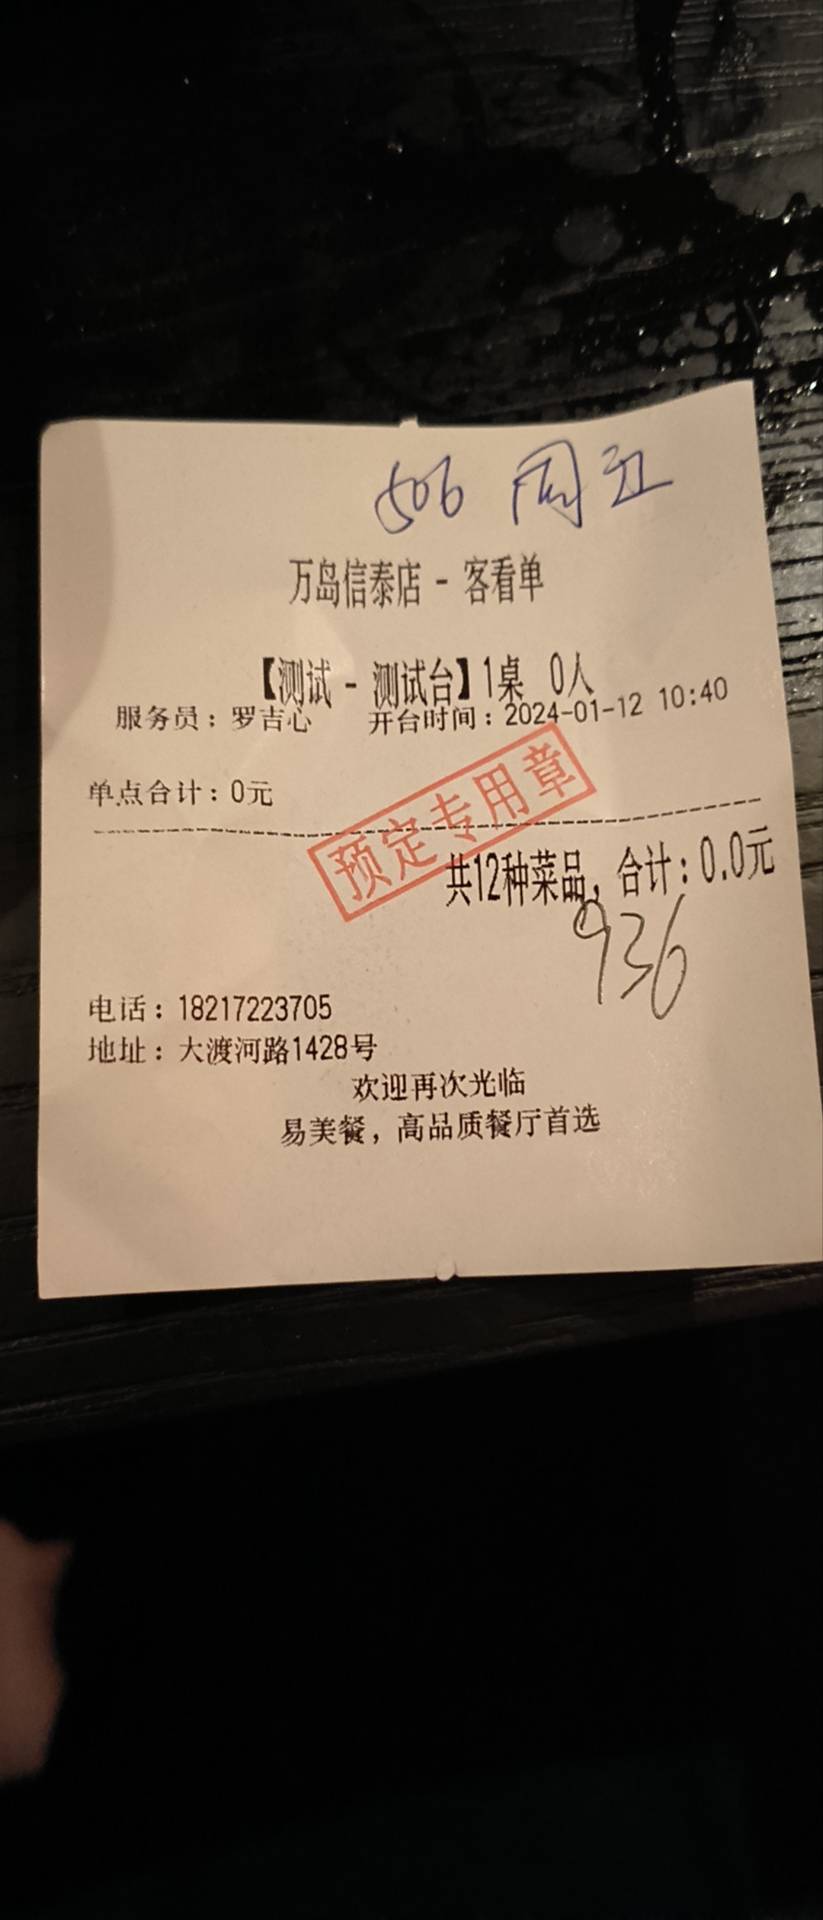 506 周五
万岛信泰店 - 客看单
【测试 - 测试台】1桌 0人
服务员：罗吉心 开台时间：2024-01-12 10:40
单点合计：0元
预定专用章
共12种菜品，合计：0.0元
936
电话：18217223705
地址：大渡河路1428号
欢迎再次光临
易美餐，高品质餐厅首选